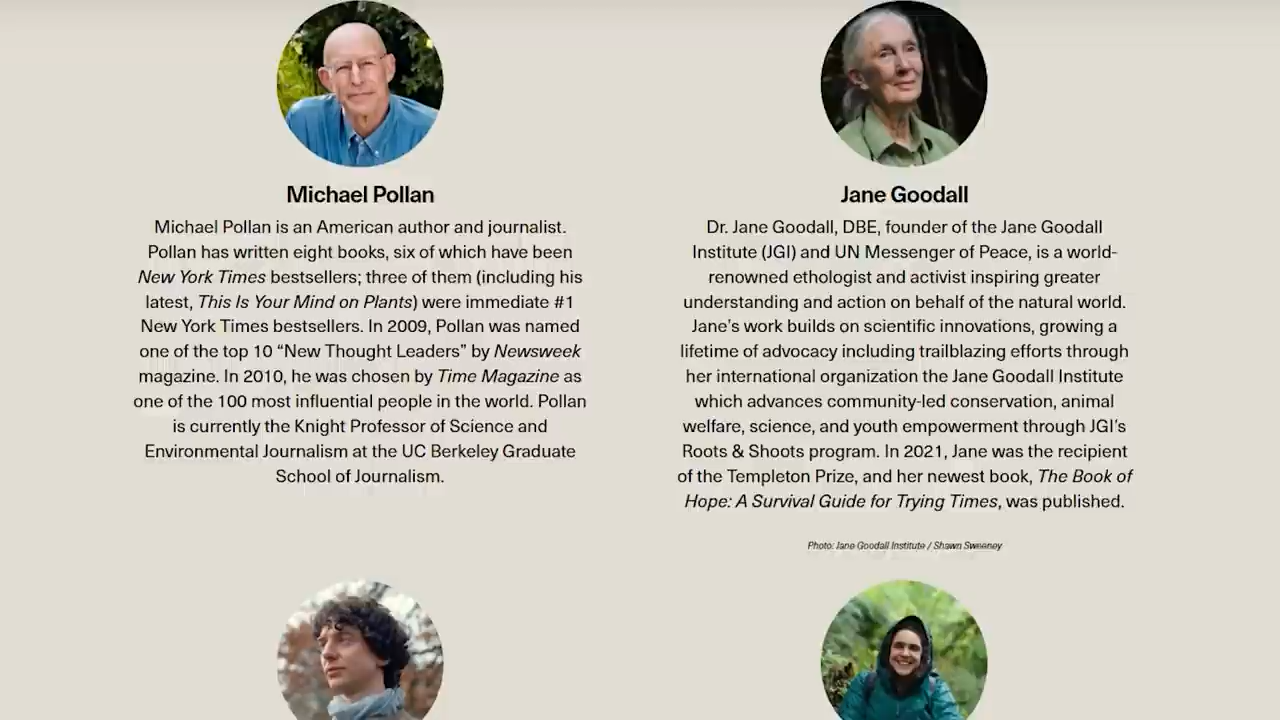 Michael Pollan
Michael Pollan is an American author and journalist.
Pollan has written eight books, six of which have been
New York Times bestsellers; three of them (including his
latest, This Is Your Mind on Plants) were immediate #1
New York Times bestsellers. In 2009, Pollan was named
one of the top 10 “New Thought Leaders” by Newsweek
magazine. In 2010, he was chosen by Time Magazine as
one of the 100 most influential people in the world. Pollan
is currently the Knight Professor of Science and
Environmental Journalism at the UC Berkeley Graduate
School of Journalism.
Jane Goodall
Dr. Jane Goodall, DBE, founder of the Jane Goodall
Institute (JGI) and UN Messenger of Peace, is a world-
renowned ethologist and activist inspiring greater
understanding and action on behalf of the natural world.
Jane’s work builds on scientific innovations, growing a
lifetime of advocacy including trailblazing efforts through
her international organization the Jane Goodall Institute
which advances community-led conservation, animal
welfare, science, and youth empowerment through JGI’s
Roots & Shoots program. In 2021, Jane was the recipient
of the Templeton Prize, and her newest book, The Book of
Hope: A Survival Guide for Trying Times, was published.
Photo: Jane Goodall Institute / Shawn Sweeney